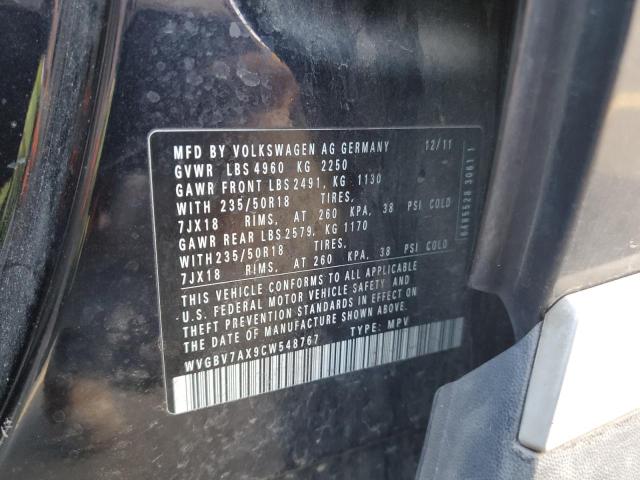 MFD BY VOLKSWAGEN AG GERMANY 12/11
GVWR LBS 4960 KG 2250
GAWR FRONT LBS 2491, KG 1130
WITH 235/50R18 TIRES,
7JX18 RIMS, AT 260 KPA, 38 PSI COLD
GAWR REAR LBS 2579, KG 1170
WITH 235/50R18 TIRES,
7JX18 RIMS, AT 260 KPA, 38 PSI COLD
THIS VEHICLE CONFORMS TO ALL APPLICABLE
U.S. FEDERAL MOTOR VEHICLE SAFETY AND
THEFT PREVENTION STANDARDS IN EFFECT ON
THE DATE OF MANUFACTURE SHOWN ABOVE.
WVGBV7AX9CW548767 TYPE: MPV